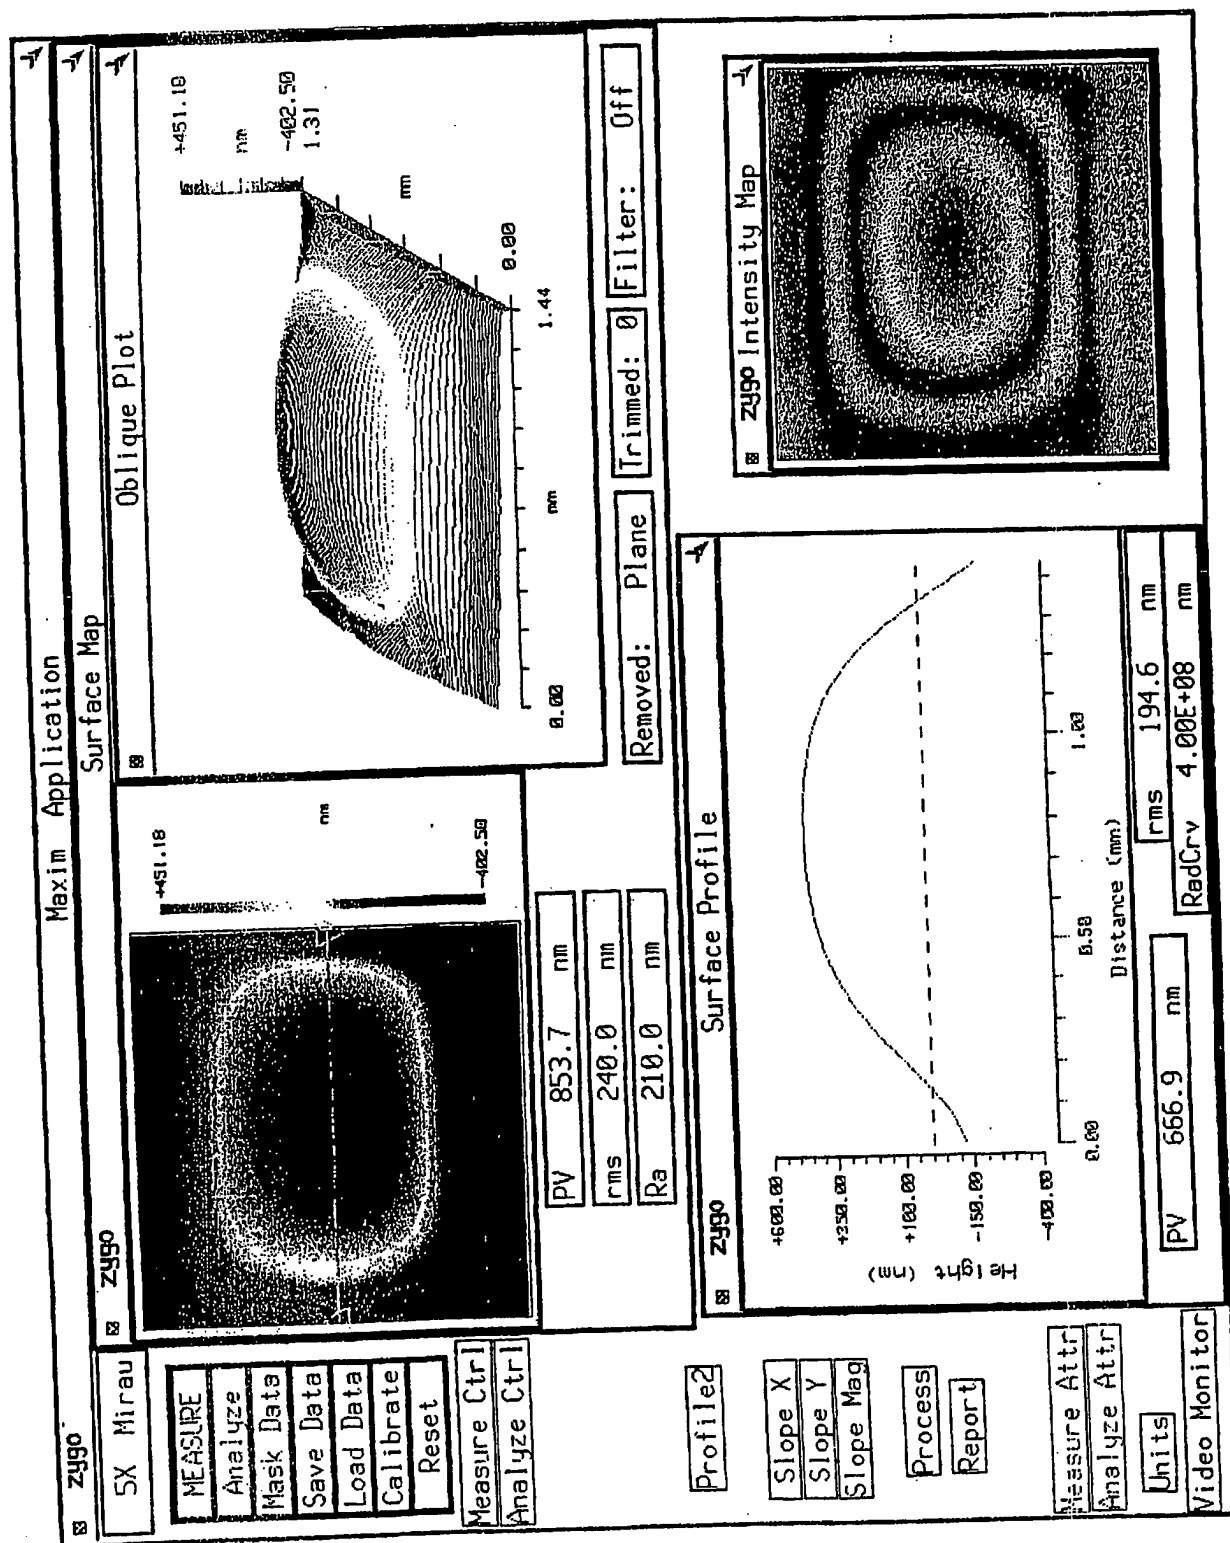 zygo Maxim Application
5X Mirau
MEASURE
Analyze
Mask Data
Save Data
Load Data
Calibrate
Reset
Measure Ctrl
Analyze Ctrl
Profile2
Slope X
Slope Y
Slope Mag
Process
Report
Measure Attr
Analyze Attr
Units
Video Monitor
zygo Surface Map
+451.18
nm
-402.50
PV 853.7 nm
rms 240.0 nm
Ra 210.0 nm
Oblique Plot
+451.18
nm
-402.50
1.31
mm
0.00
1.44
mm
0.00
Removed: Plane
Trimmed: 0
Filter: Off
zygo Surface Profile
+600.00
+350.00
+100.00
-150.00
-400.00
Height (nm)
0.00
0.50
1.00
Distance (mm)
PV 666.9 nm
rms 194.6 nm
RadCrv 4.00E+08 nm
zygo Intensity Map